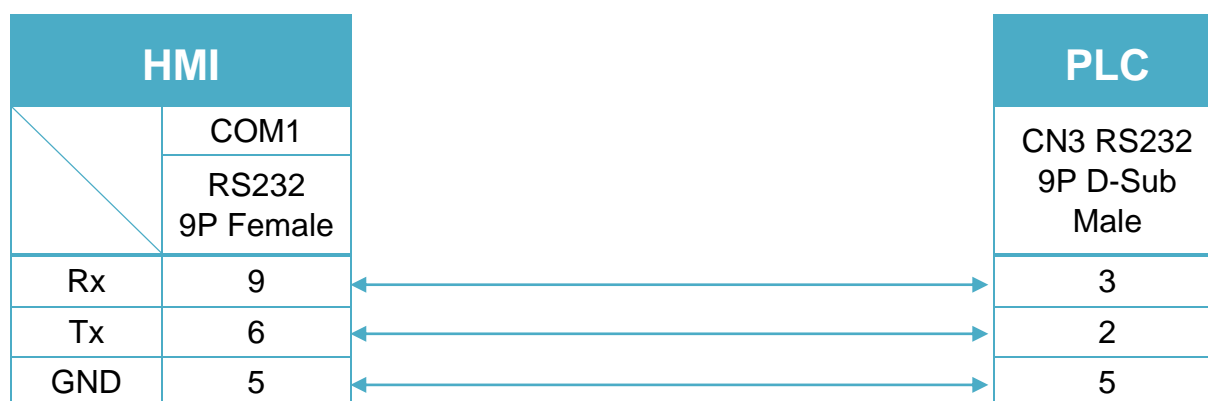 HMI
PLC
COM1
RS232
9P Female
CN3 RS232
9P D-Sub
Male
Rx 9 3
Tx 6 2
GND 5 5